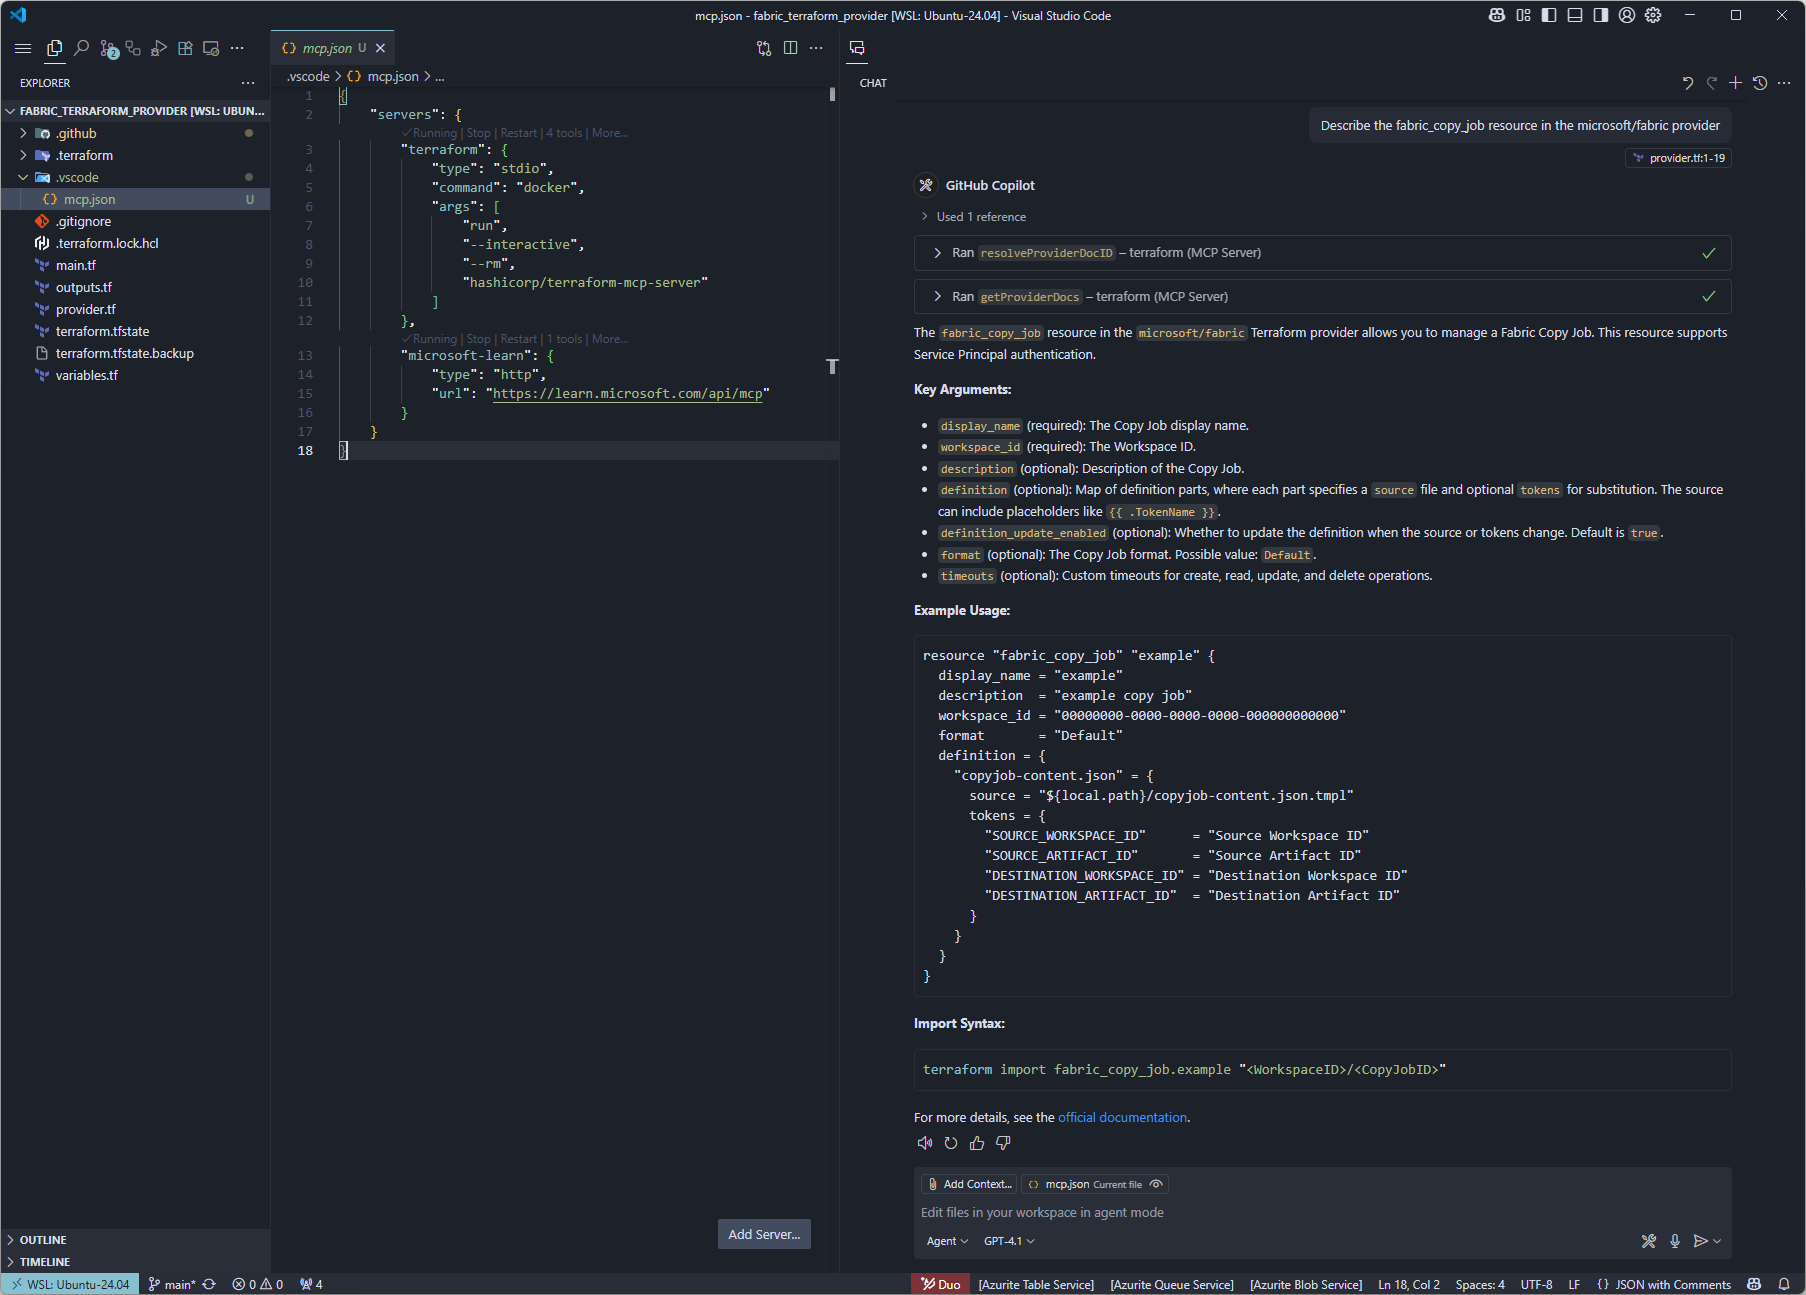 mcp.json - fabric_terraform_provider [WSL: Ubuntu-24.04] - Visual Studio Code
2
EXPLORER
FABRIC_TERRAFORM_PROVIDER [WSL: UBUN...
.github
.terraform
.vscode
mcp.json U
.gitignore
.terraform.lock.hcl
main.tf
outputs.tf
provider.tf
terraform.tfstate
terraform.tfstate.backup
variables.tf
OUTLINE
TIMELINE
mcp.json U
.vscode > {} mcp.json > ...
1 {
2 "servers": {
✓Running | Stop | Restart | 4 tools | More...
3 "terraform": {
4 "type": "stdio",
5 "command": "docker",
6 "args": [
7 "run",
8 "--interactive",
9 "--rm",
10 "hashicorp/terraform-mcp-server"
11 ]
12 },
✓Running | Stop | Restart | 1 tools | More...
13 "microsoft-learn": {
14 "type": "http",
15 "url": "https://learn.microsoft.com/api/mcp"
16 }
17 }
18 }
Add Server...
CHAT
Describe the fabric_copy_job resource in the microsoft/fabric provider
provider.tf:1-19
GitHub Copilot
Used 1 reference
Ran resolveProviderDocID – terraform (MCP Server)
Ran getProviderDocs – terraform (MCP Server)
The fabric_copy_job resource in the microsoft/fabric Terraform provider allows you to manage a Fabric Copy Job. This resource supports
Service Principal authentication.
Key Arguments:
• display_name (required): The Copy Job display name.
• workspace_id (required): The Workspace ID.
• description (optional): Description of the Copy Job.
• definition (optional): Map of definition parts, where each part specifies a source file and optional tokens for substitution. The source
can include placeholders like {{ .TokenName }}.
• definition_update_enabled (optional): Whether to update the definition when the source or tokens change. Default is true.
• format (optional): The Copy Job format. Possible value: Default.
• timeouts (optional): Custom timeouts for create, read, update, and delete operations.
Example Usage:
resource "fabric_copy_job" "example" {
display_name = "example"
description = "example copy job"
workspace_id = "00000000-0000-0000-0000-000000000000"
format = "Default"
definition = {
"copyjob-content.json" = {
source = "${local.path}/copyjob-content.json.tmpl"
tokens = {
"SOURCE_WORKSPACE_ID" = "Source Workspace ID"
"SOURCE_ARTIFACT_ID" = "Source Artifact ID"
"DESTINATION_WORKSPACE_ID" = "Destination Workspace ID"
"DESTINATION_ARTIFACT_ID" = "Destination Artifact ID"
}
}
}
}
Import Syntax:
terraform import fabric_copy_job.example "<WorkspaceID>/<CopyJobID>"
For more details, see the official documentation.
Add Context... {} mcp.json Current file
Edit files in your workspace in agent mode
Agent GPT-4.1
WSL: Ubuntu-24.04 main* 0 0 4 Duo [Azurite Table Service] [Azurite Queue Service] [Azurite Blob Service] Ln 18, Col 2 Spaces: 4 UTF-8 LF {} JSON with Comments